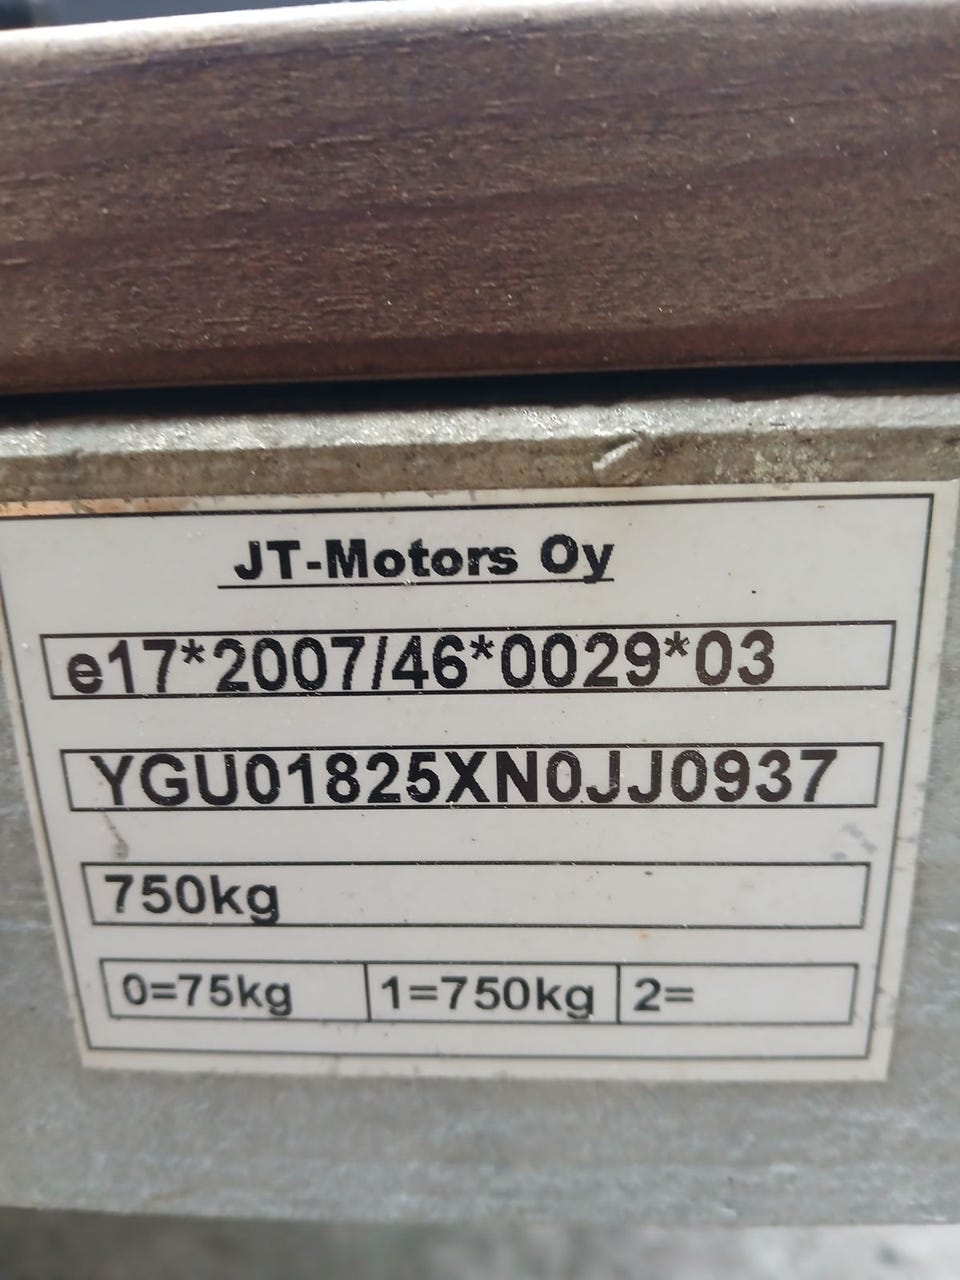 JT-Motors Oy
e17*2007/46*0029*03
YGU01825XN0JJ0937
750kg
0=75kg 1=750kg 2=